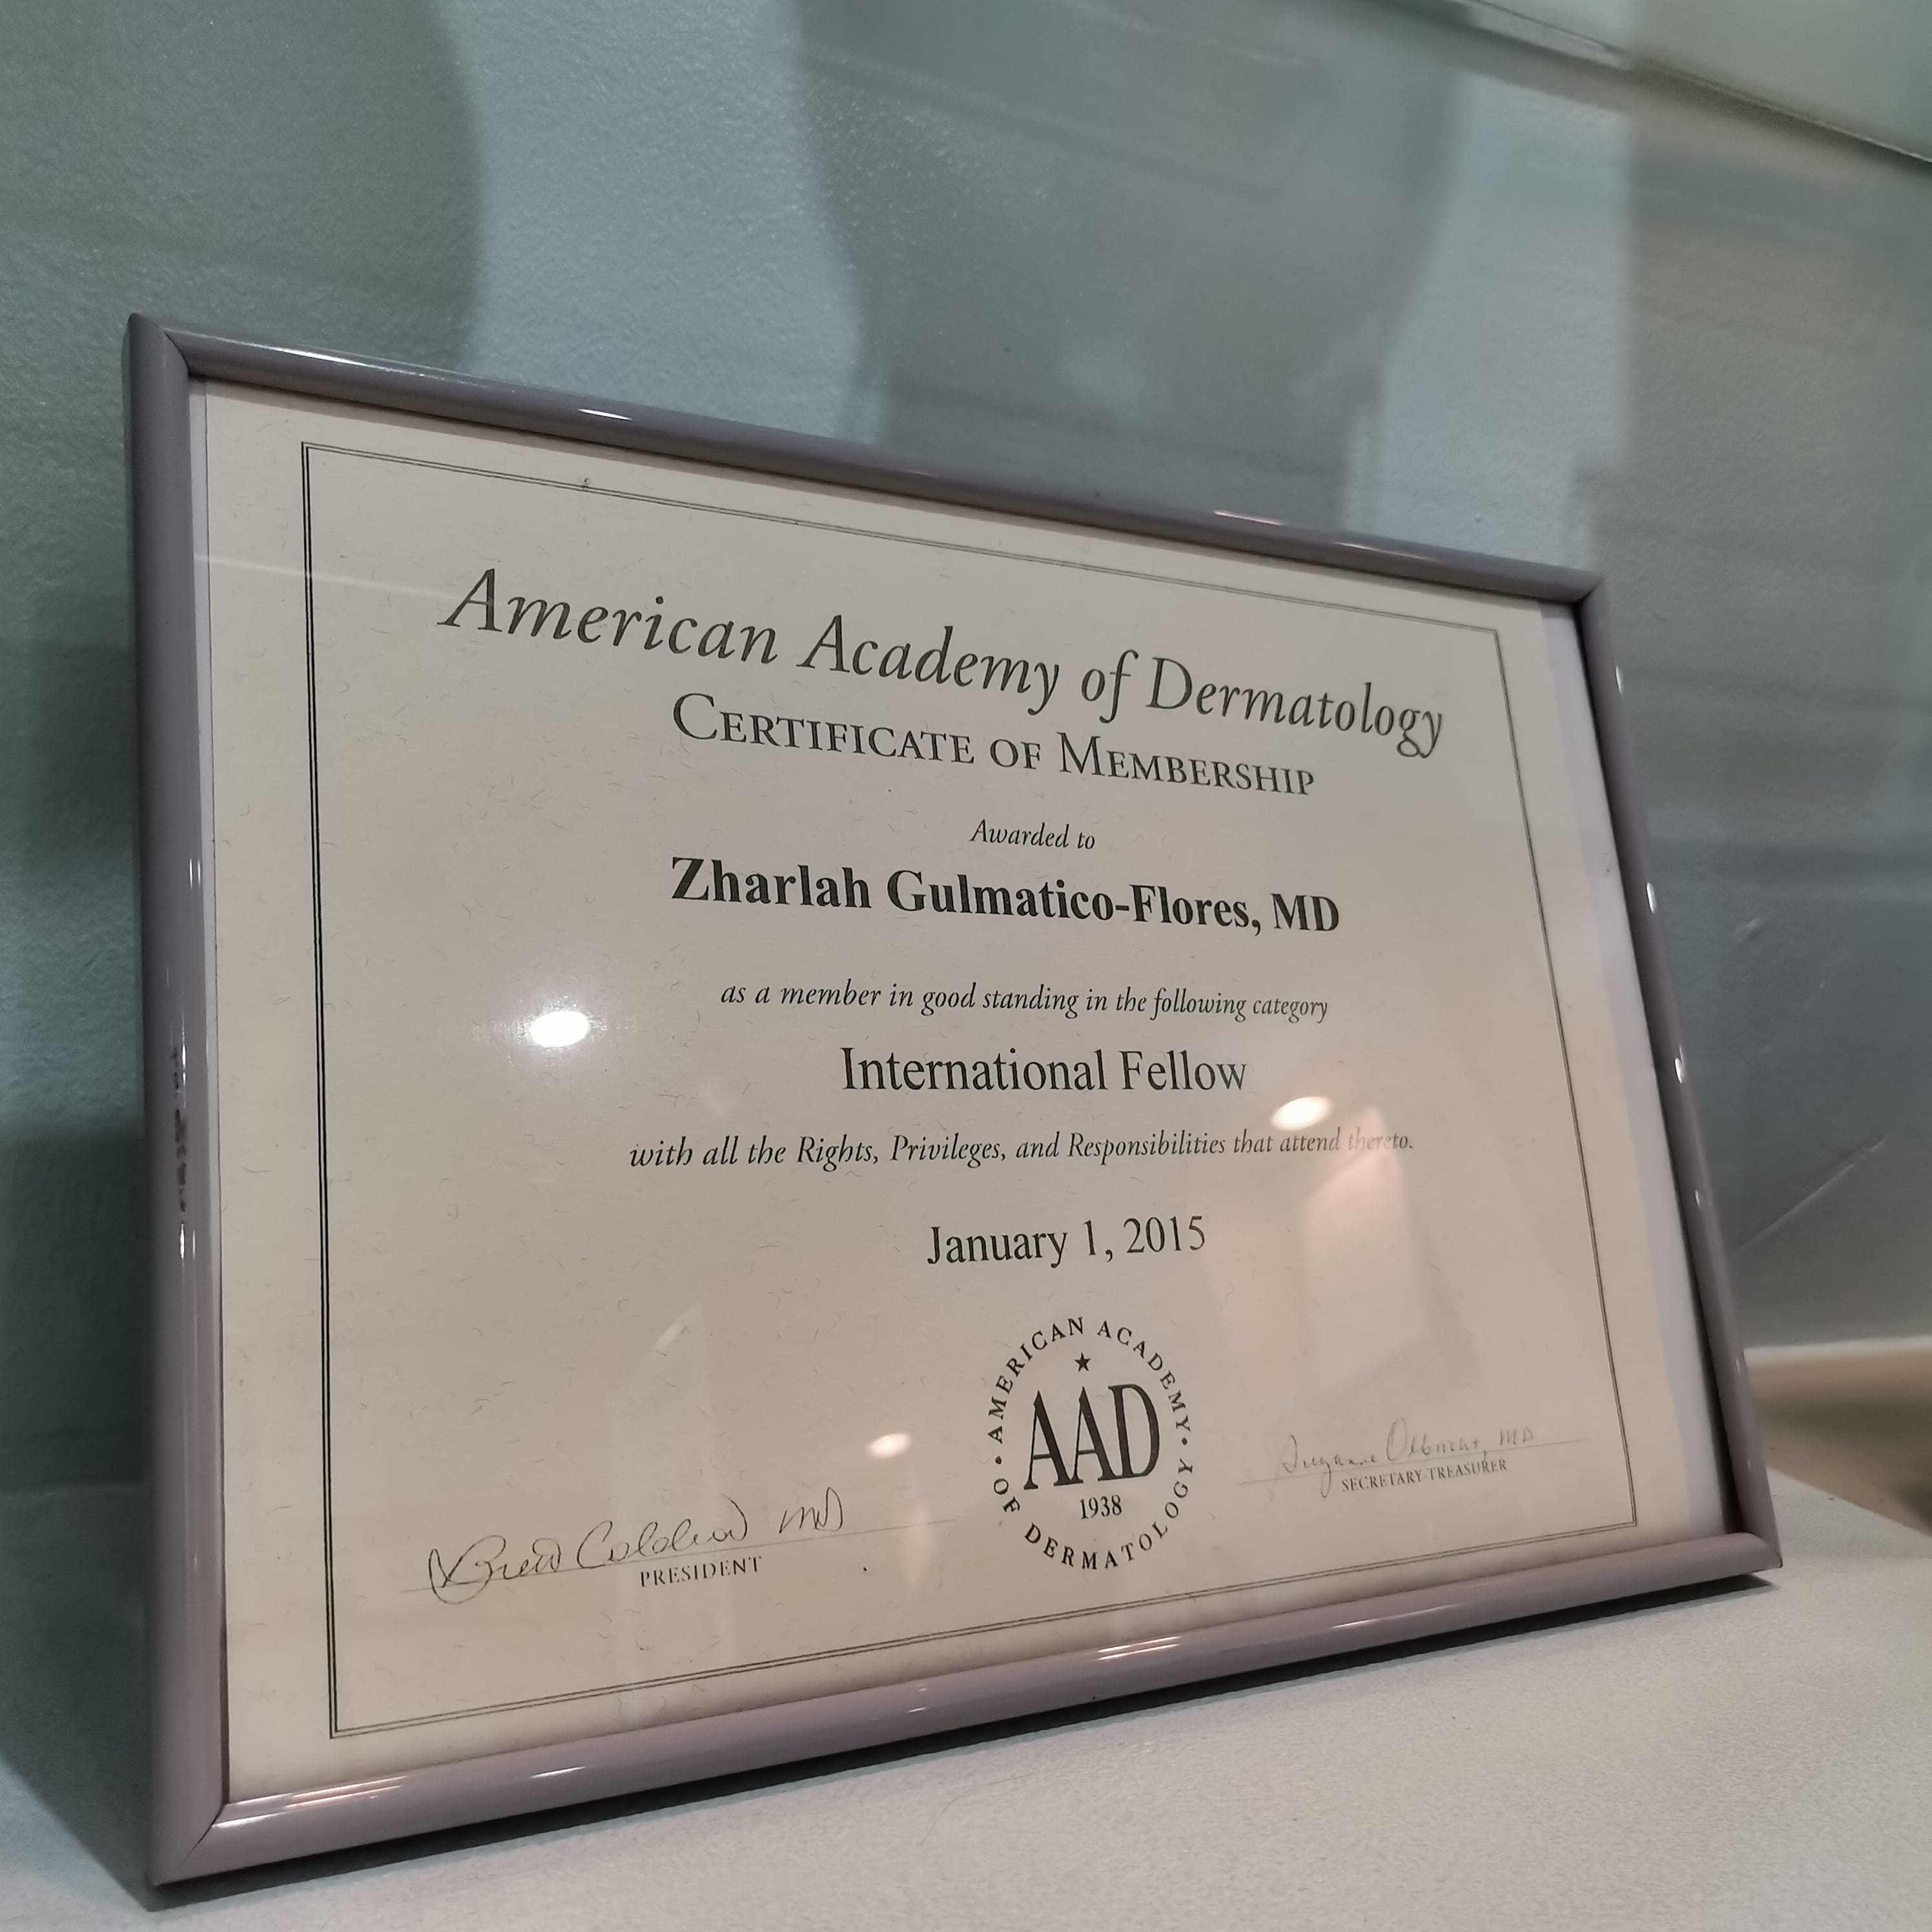 American Academy of Dermatology
CERTIFICATE OF MEMBERSHIP
Awarded to
Zharlah Gulmatico-Flores, MD
as a member in good standing in the following category
International Fellow
with all the Rights, Privileges, and Responsibilities that attend thereto.
January 1, 2015
AMERICAN ACADEMY • OF DERMATOLOGY •
AAD
1938
MD
PRESIDENT
Suzanne Olbricht, MD
SECRETARY-TREASURER